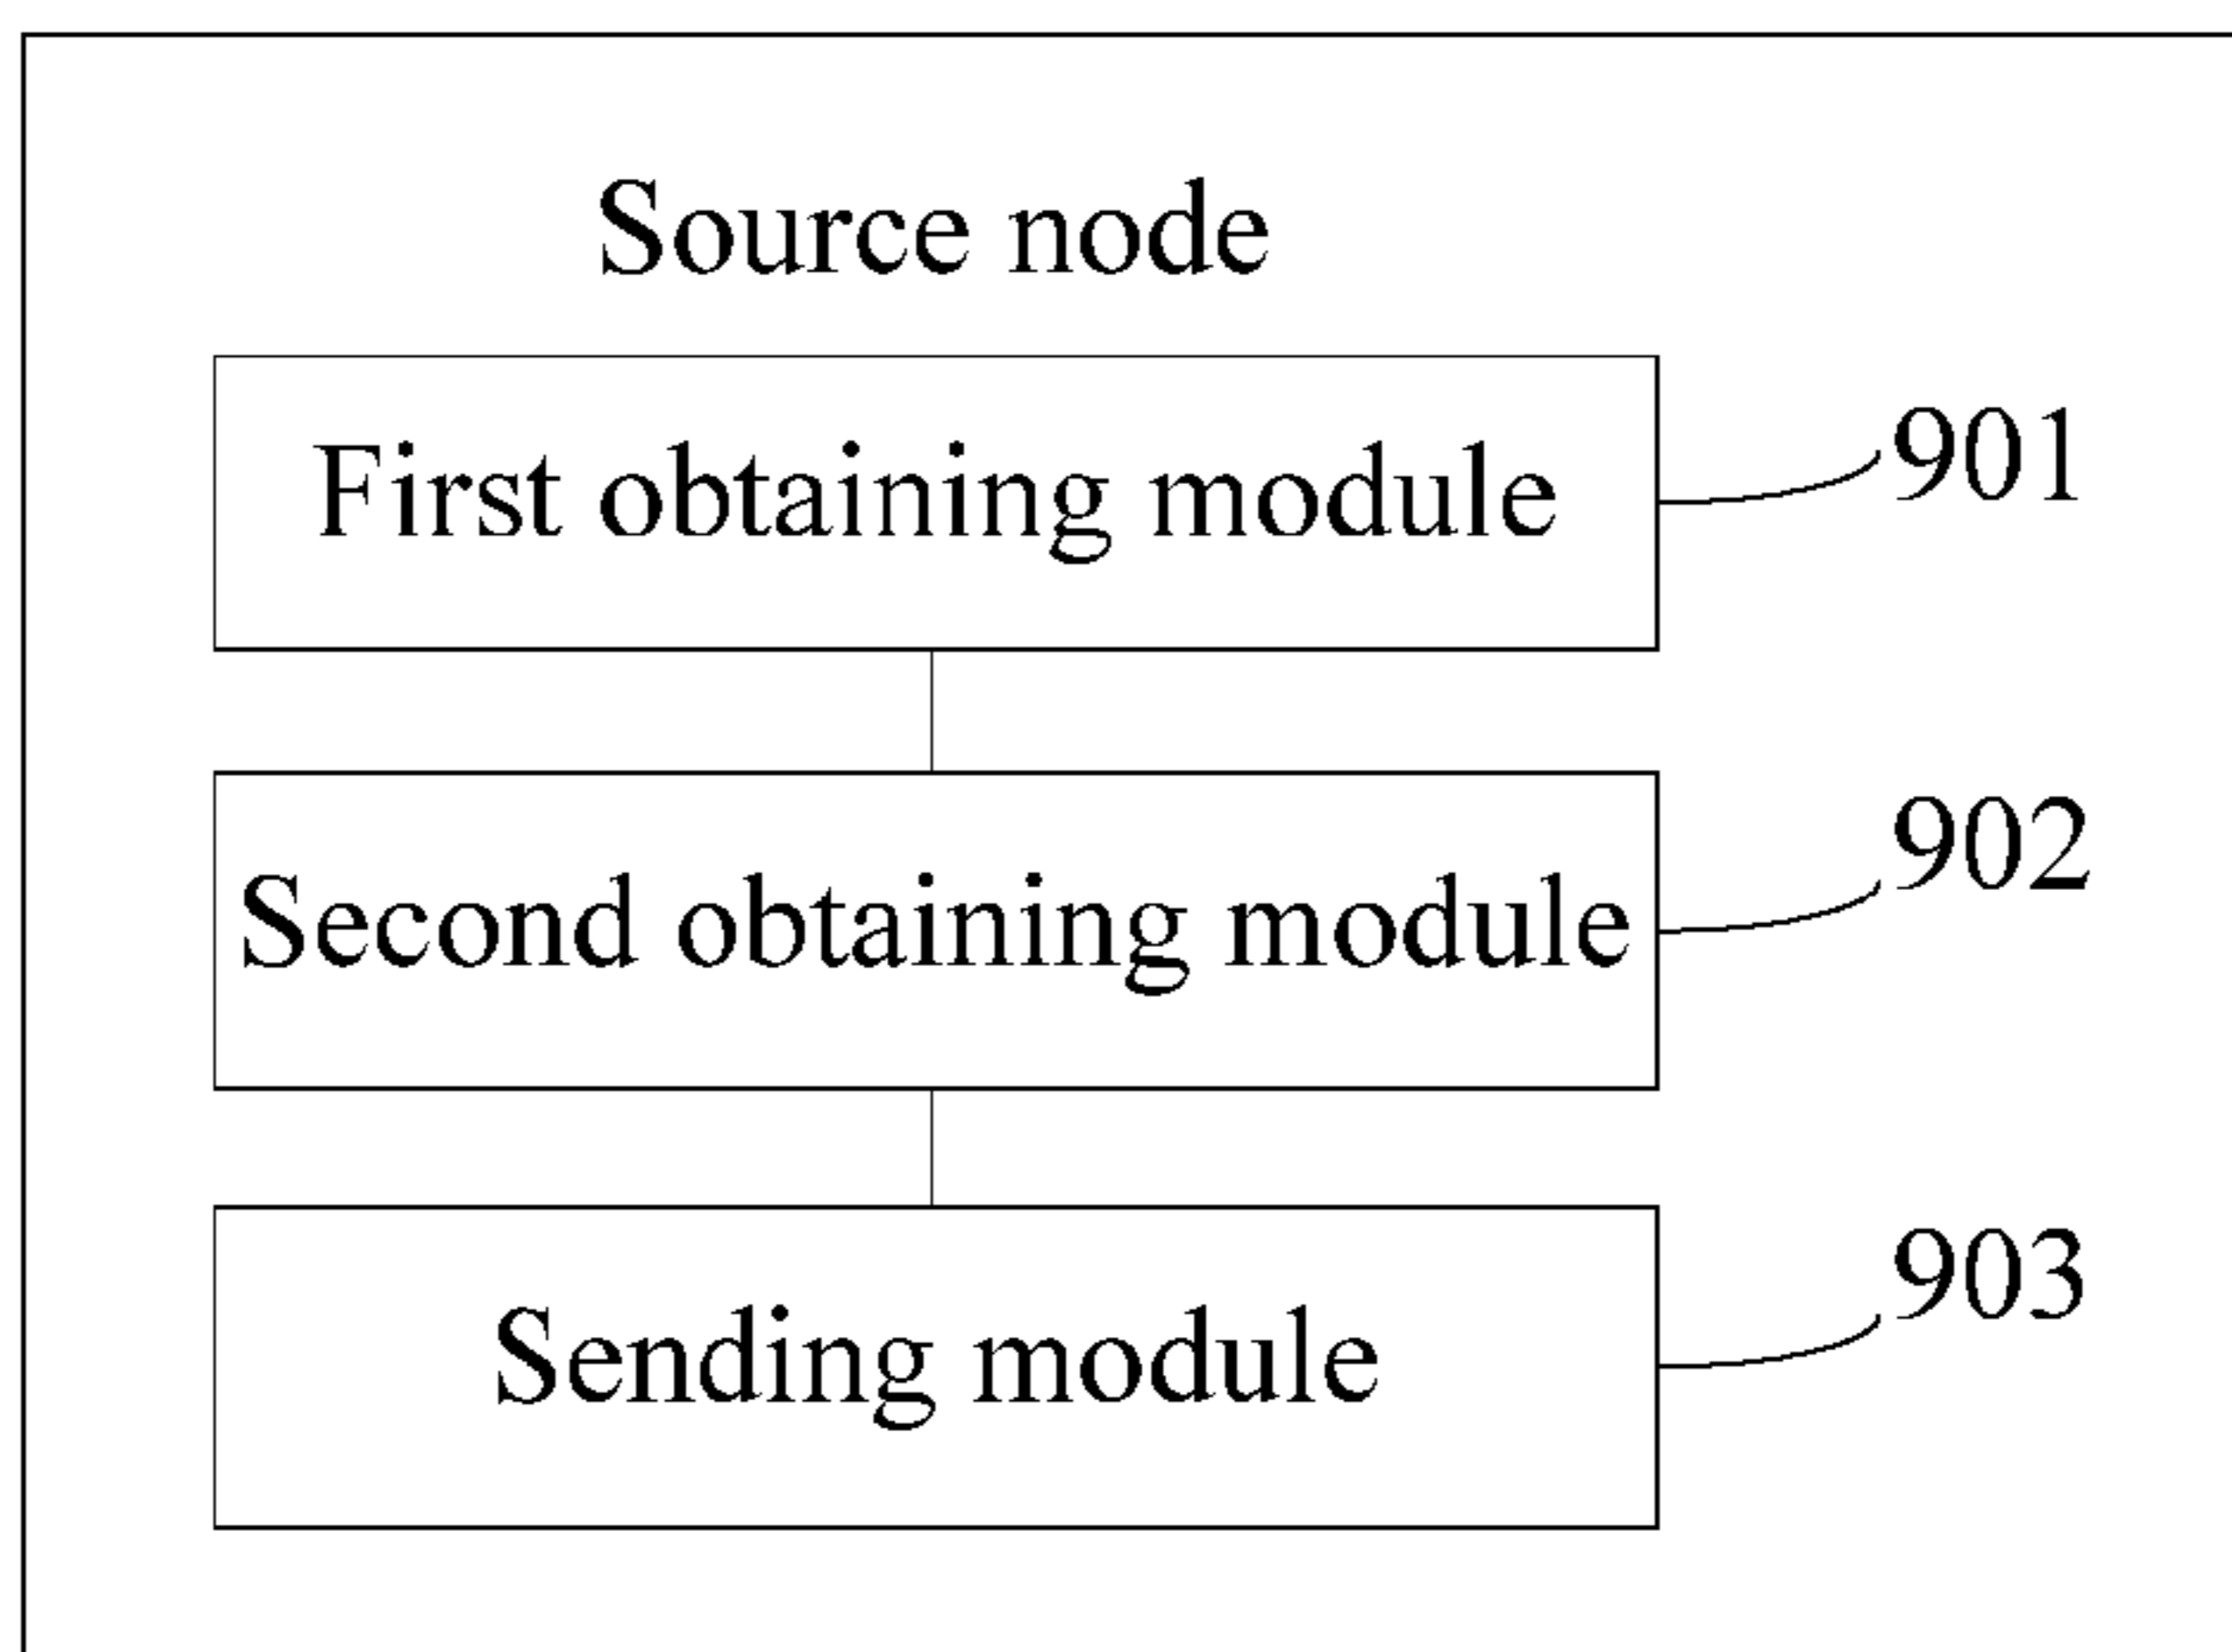 Source node
First obtaining module
901
Second obtaining module
902
Sending module
903